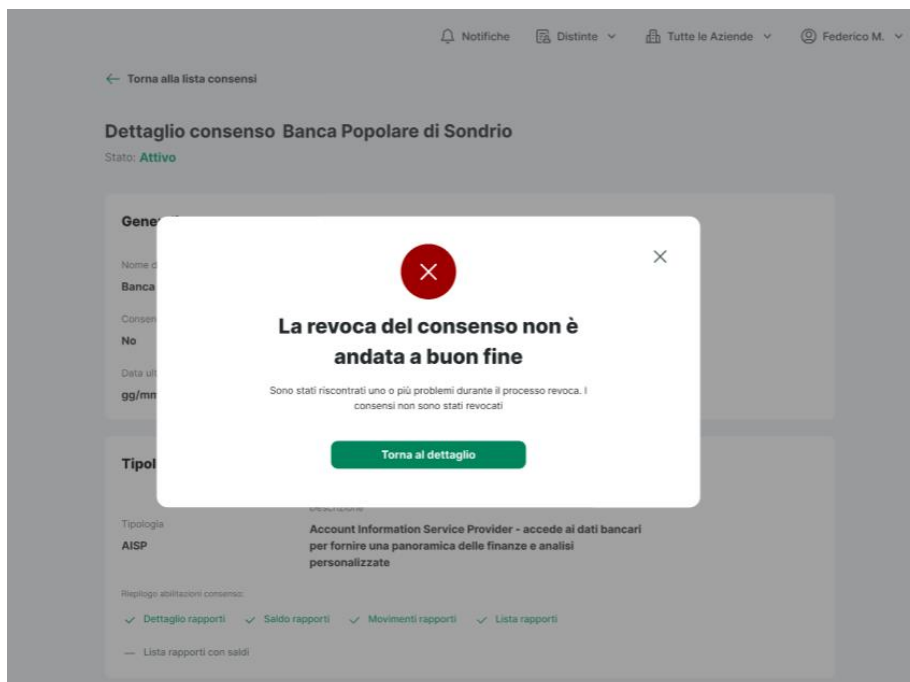 Notifiche Distinte Tutte le Aziende Federico M.
Torna alla lista consensi
Dettaglio consenso Banca Popolare di Sondrio
Stato: Attivo
Nome
Banca
No
La revoca del consenso non è
andata a buon fine
Sono stati riscontrati uno o più problemi durante il processo revoca. I
consensi non sono stati revocati
Torna al dettaglio
Tipologia
Descrizione
AISP
Account Information Service Provider - accede ai dati bancari
per fornire una panoramica delle finanze e analisi
personalizzate
Riepilogo abilitazioni consenso:
Dettaglio rapporti Saldo rapporti Movimenti rapporti Lista rapporti
Lista rapporti con saldi